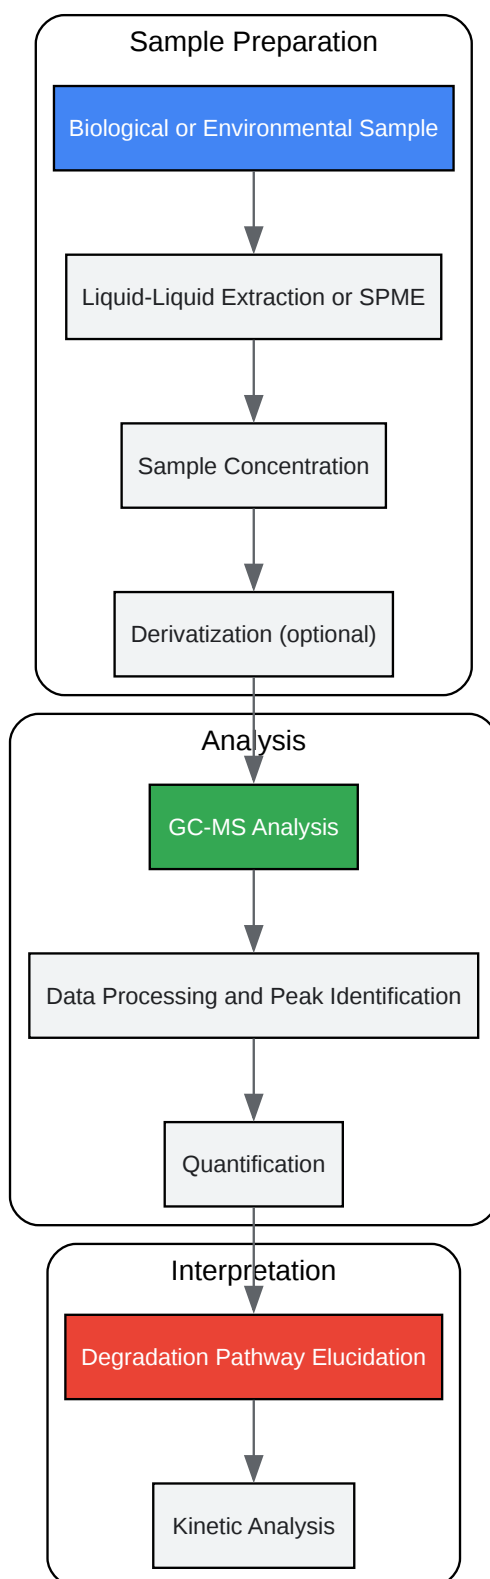 Sample Preparation
Biological or Environmental Sample
Liquid-Liquid Extraction or SPME
Sample Concentration
Derivatization (optional)
Analysis
GC-MS Analysis
Data Processing and Peak Identification
Quantification
Interpretation
Degradation Pathway Elucidation
Kinetic Analysis